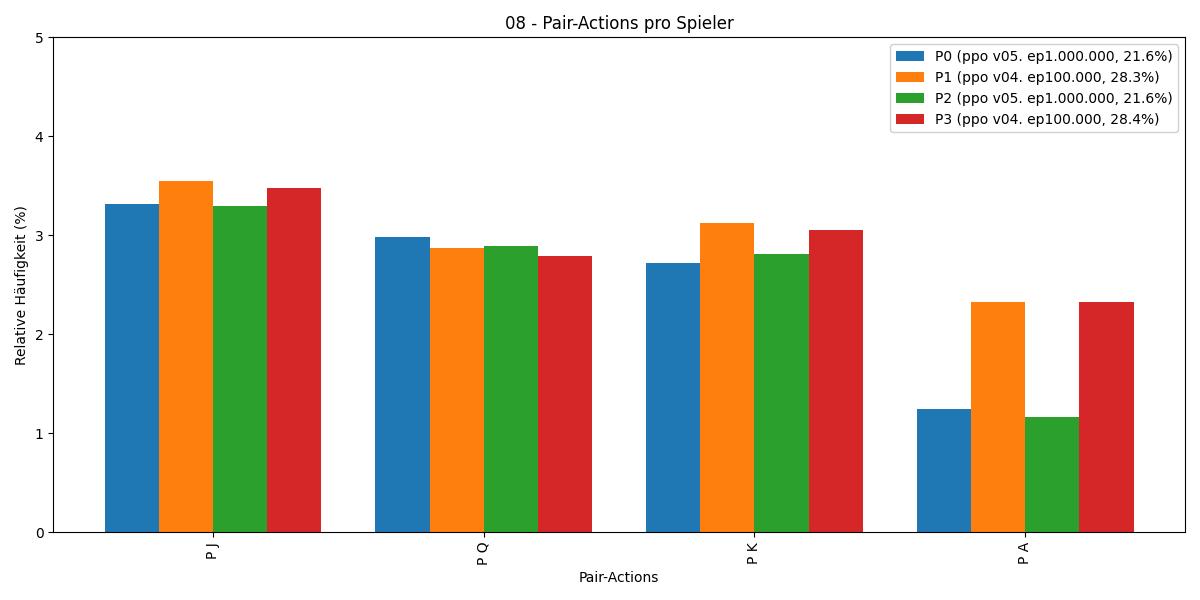 08 - Pair-Actions pro Spieler
P0 (ppo v05. ep1.000.000, 21.6%)
P1 (ppo v04. ep100.000, 28.3%)
P2 (ppo v05. ep1.000.000, 21.6%)
P3 (ppo v04. ep100.000, 28.4%)
Relative Häufigkeit (%)
5
4
3
2
1
0
P J
P Q
P K
P A
Pair-Actions